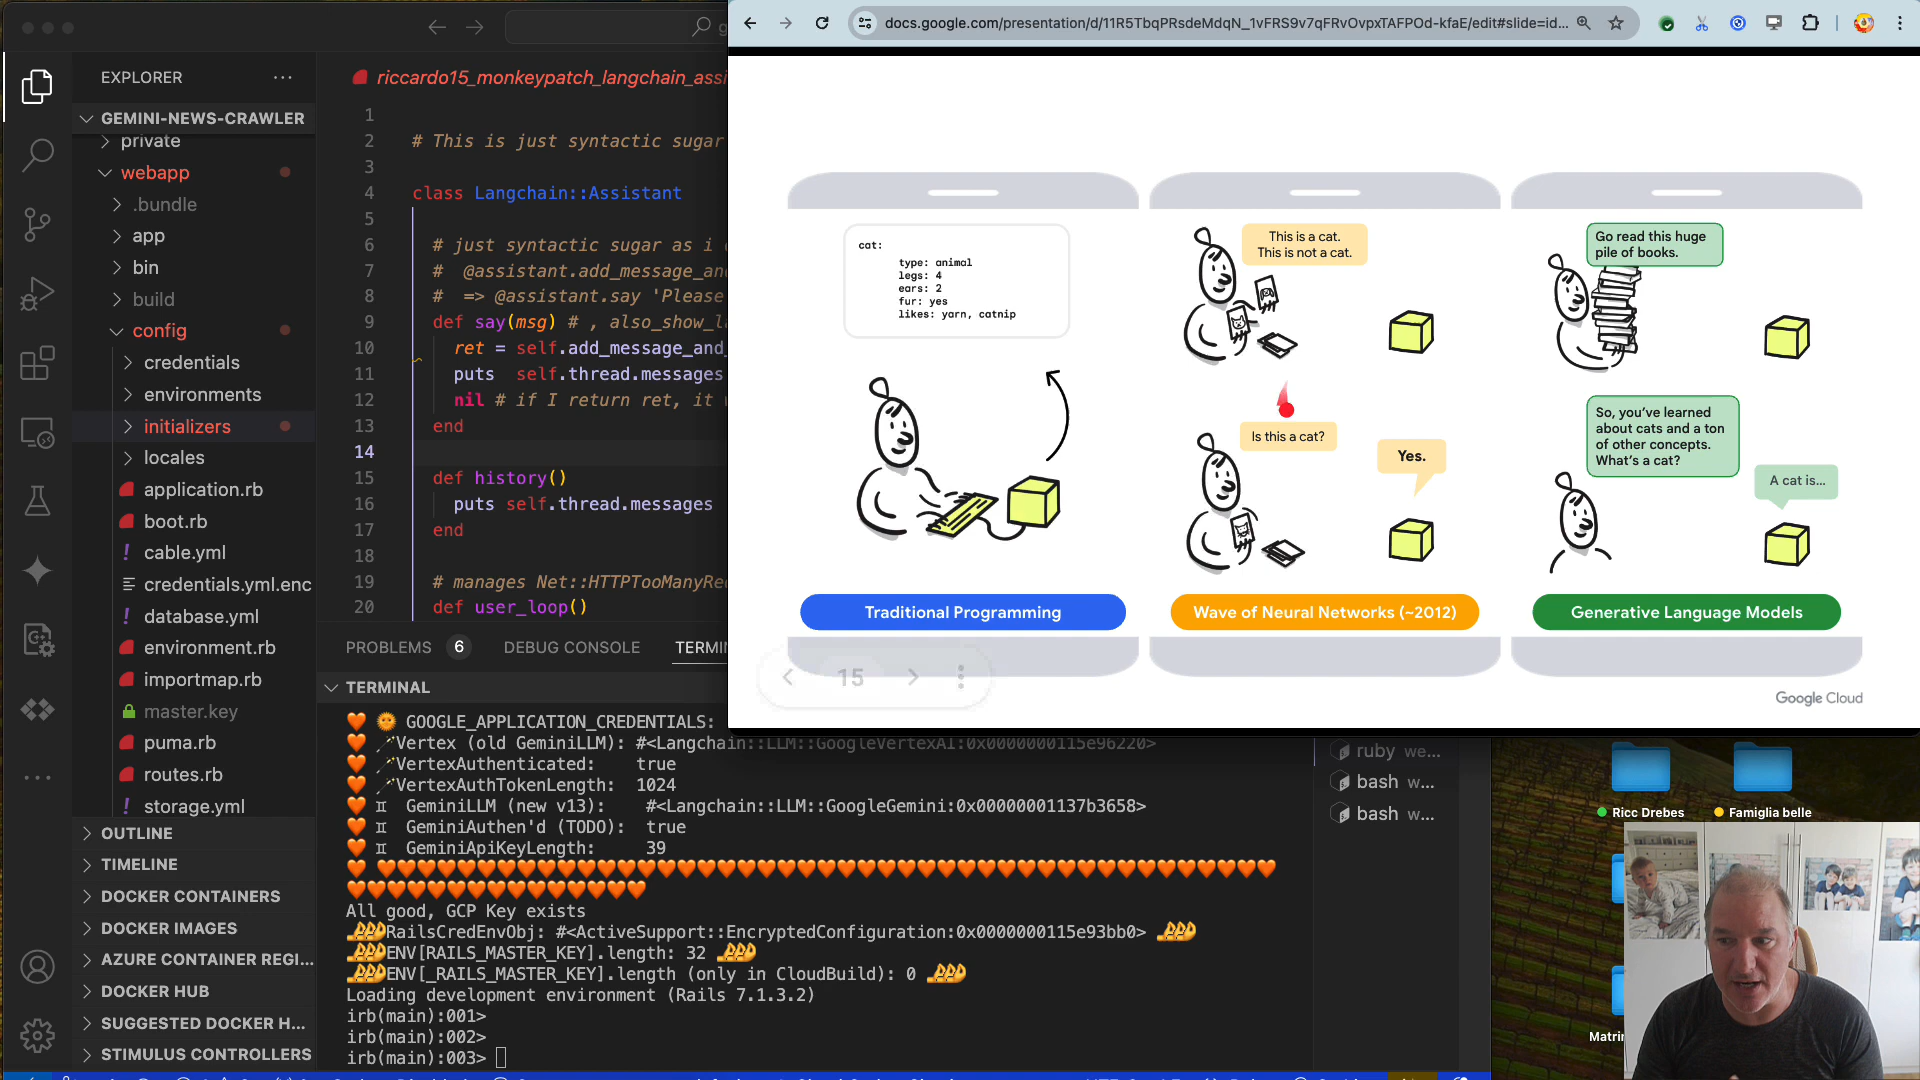 EXPLORER
GEMINI-NEWS-CRAWLER
private
webapp
.bundle
app
bin
build
config
credentials
environments
initializers
locales
application.rb
boot.rb
cable.yml
credentials.yml.enc
database.yml
environment.rb
importmap.rb
master.key
puma.rb
routes.rb
storage.yml
OUTLINE
TIMELINE
DOCKER CONTAINERS
DOCKER IMAGES
AZURE CONTAINER REGI...
DOCKER HUB
SUGGESTED DOCKER H...
STIMULUS CONTROLLERS
riccardo15_monkeypatch_langchain_assi
1
2 # This is just syntactic sugar
3
4 class Langchain::Assistant
5
6 # just syntactic sugar as i
7 # @assistant.add_message_an
8 # => @assistant.say 'Please
9 def say(msg) # , also_show_l
10 ret = self.add_message_and_
11 puts self.thread.messages
12 nil # if I return ret, it
13 end
14
15 def history()
16 puts self.thread.messages
17 end
18
19 # manages Net::HTTPTooManyRe
20 def user_loop()
PROBLEMS 6 DEBUG CONSOLE TERMIN
TERMINAL
GOOGLE_APPLICATION_CREDENTIALS:
Vertex (old GeminiLLM): #<Langchain::LLM::GoogleVertexAI:0x0000000115e96220>
VertexAuthenticated: true
VertexAuthTokenLength: 1024
♊ GeminiLLM (new v13): #<Langchain::LLM::GoogleGemini:0x00000001137b3658>
♊ GeminiAuthen'd (TODO): true
♊ GeminiApiKeyLength: 39
All good, GCP Key exists
RailsCredEnvObj: #<ActiveSupport::EncryptedConfiguration:0x0000000115e93bb0>
ENV[RAILS_MASTER_KEY].length: 32
ENV[_RAILS_MASTER_KEY].length (only in CloudBuild): 0
Loading development environment (Rails 7.1.3.2)
irb(main):001>
irb(main):002>
irb(main):003>
ruby we...
bash w...
bash w...
docs.google.com/presentation/d/11R5TbqPRsdeMdqN_1vFRS9v7qFRvOvpxTAFPOd-kfaE/edit#slide=id...
cat:
type: animal
legs: 4
ears: 2
fur: yes
likes: yarn, catnip
Traditional Programming
This is a cat.
This is not a cat.
Is this a cat?
Yes.
Wave of Neural Networks (~2012)
Go read this huge
pile of books.
So, you've learned
about cats and a ton
of other concepts.
What's a cat?
A cat is...
Generative Language Models
15
Google Cloud
Ricc Drebes
Famiglia belle